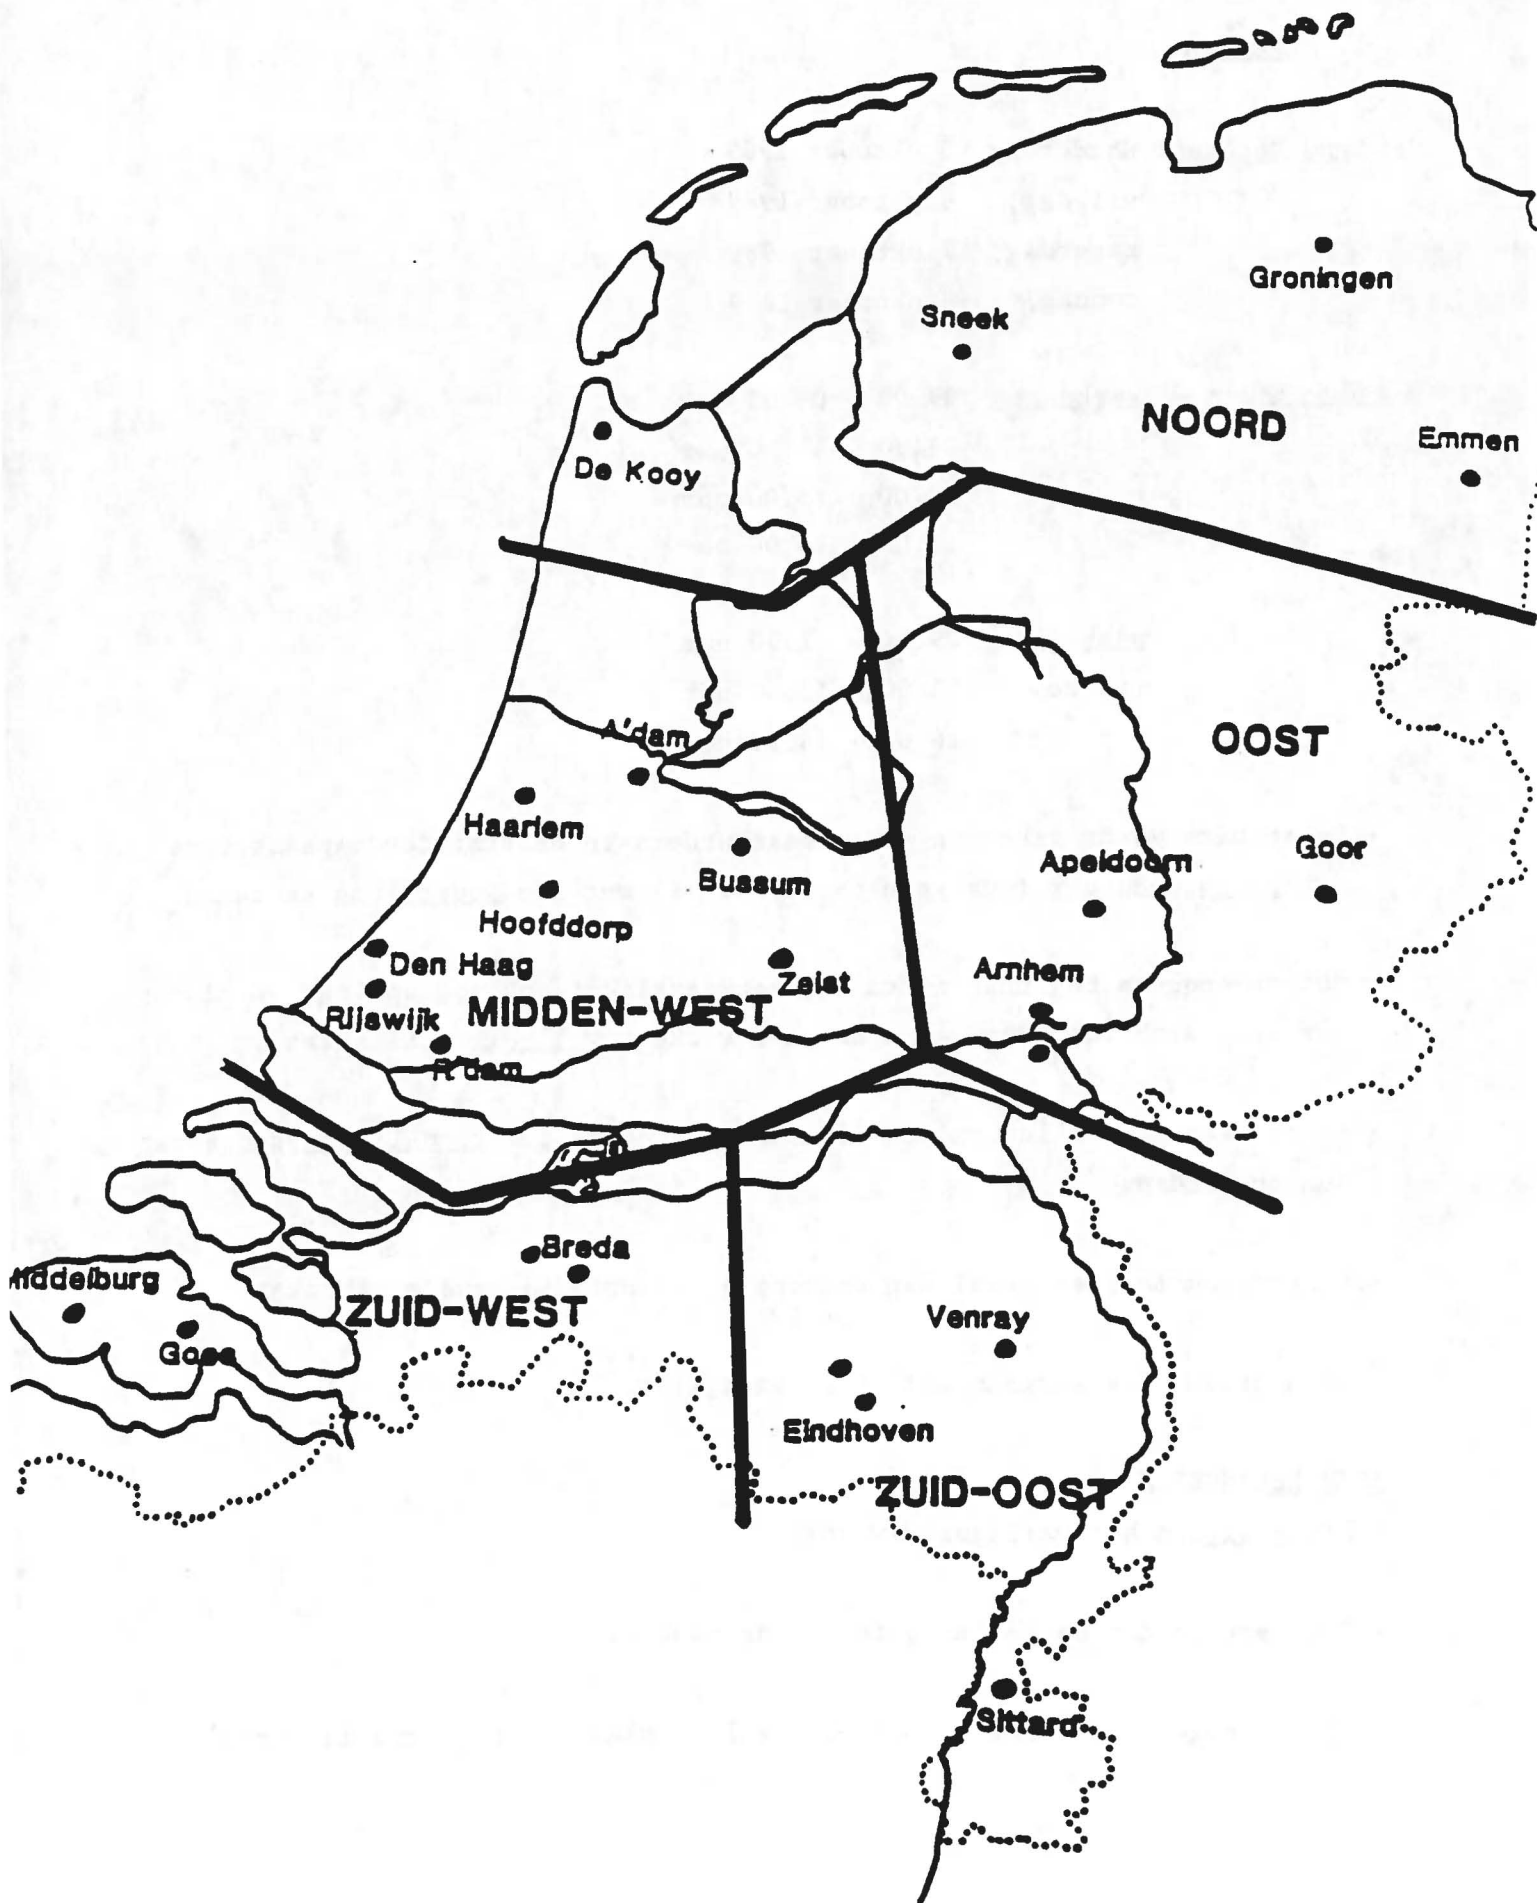 Groningen
Sneek
NOORD
Emmen
De Kooy
A'dam
OOST
Haarlem
Goor
Apeldoorn
Bussum
Hoofddorp
Den Haag
Arnhem
Zeist
Rijswijk
MIDDEN-WEST
R'dam
Breda
iddelburg
ZUID-WEST
Venray
Goes
Eindhoven
ZUID-OOST
Sittard